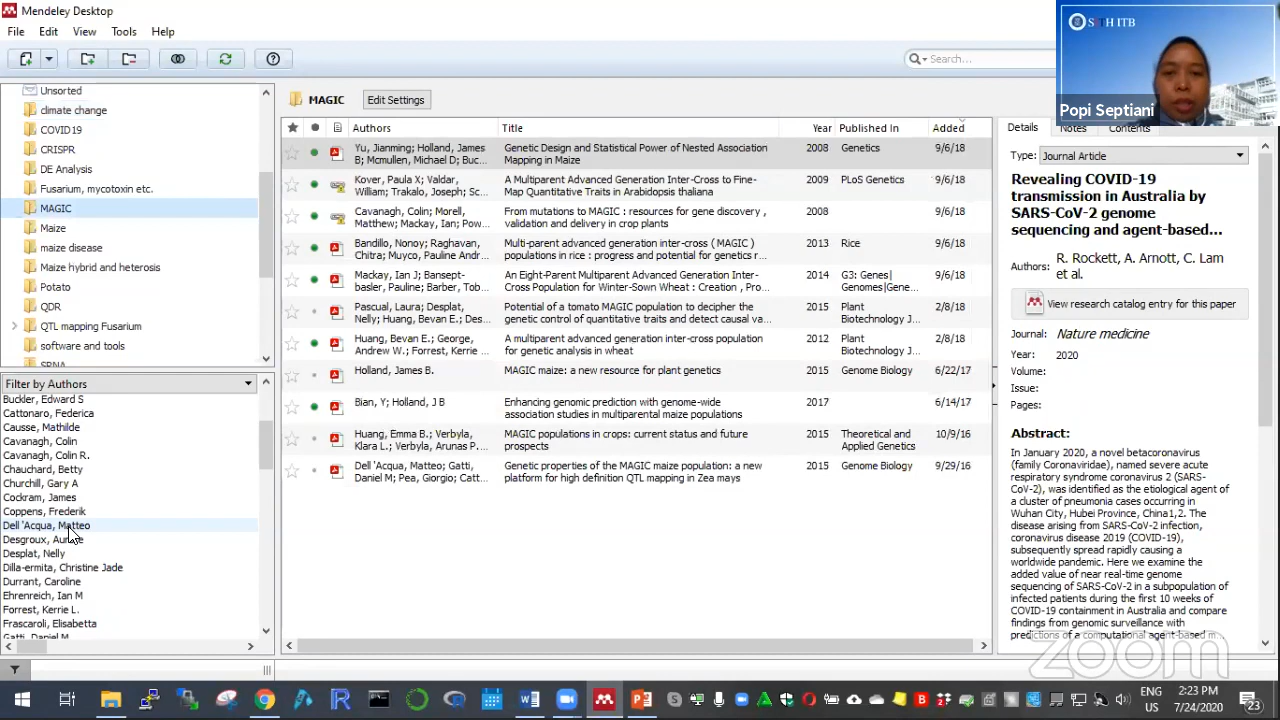 Mendeley Desktop
File Edit View Tools Help
Search...
Unsorted
climate change
COVID19
CRISPR
DE Analysis
Fusarium, mycotoxin etc.
MAGIC
Maize
maize disease
Maize hybrid and heterosis
Potato
QDR
QTL mapping Fusarium
software and tools
SRNA
Filter by Authors
Buckler, Edward S
Cattonaro, Federica
Causse, Mathilde
Cavanagh, Colin
Cavanagh, Colin R.
Chauchard, Betty
Churchill, Gary A
Cockram, James
Coppens, Frederik
Dell 'Acqua, Matteo
Desgroux, Aurore
Desplat, Nelly
Dilla-ermita, Christine Jade
Durrant, Caroline
Ehrenreich, Ian M
Forrest, Kerrie L.
Frascaroli, Elisabetta
Gatti, Daniel M
MAGIC Edit Settings
Authors Title Year Published In Added
Yu, Jianming; Holland, James Genetic Design and Statistical Power of Nested Association 2008 Genetics 9/6/18
B; Mcmullen, Michael D; Buc... Mapping in Maize
Kover, Paula X; Valdar, A Multiparent Advanced Generation Inter-Cross to Fine- 2009 PLoS Genetics 9/6/18
William; Trakalo, Joseph; Sc... Map Quantitative Traits in Arabidopsis thaliana
Cavanagh, Colin; Morell, From mutations to MAGIC : resources for gene discovery , 2008 9/6/18
Matthew; Mackay, Ian; Pow... validation and delivery in crop plants
Bandillo, Nonoy; Raghavan, Multi-parent advanced generation inter-cross ( MAGIC ) 2013 Rice 9/6/18
Chitra; Muyco, Pauline Andr... populations in rice : progress and potential for genetics r...
Mackay, Ian J; Bansept- An Eight-Parent Multiparent Advanced Generation Inter- 2014 G3: Genes| 9/6/18
basler, Pauline; Barber, Tob... Cross Population for Winter-Sown Wheat : Creation , Pro... Genomes|Gene...
Pascual, Laura; Desplat, Potential of a tomato MAGIC population to decipher the 2015 Plant 2/8/18
Nelly; Huang, Bevan E.; Des... genetic control of quantitative traits and detect causal va... Biotechnology J...
Huang, Bevan E.; George, A multiparent advanced generation inter-cross population 2012 Plant 2/8/18
Andrew W.; Forrest, Kerrie ... for genetic analysis in wheat Biotechnology J...
Holland, James B. MAGIC maize: a new resource for plant genetics 2015 Genome Biology 6/22/17
Bian, Y; Holland, J B Enhancing genomic prediction with genome-wide 2017 6/14/17
association studies in multiparental maize populations
Huang, Emma B.; Verbyla, MAGIC populations in crops: current status and future 2015 Theoretical and 10/9/16
Klara L.; Verbyla, Arunas P.... prospects Applied Genetics
Dell 'Acqua, Matteo; Gatti, Genetic properties of the MAGIC maize population: a new 2015 Genome Biology 9/29/16
Daniel M; Pea, Giorgio; Catt... platform for high definition QTL mapping in Zea mays
SITH ITB
Popi Septiani
Details Notes Contents
Type: Journal Article
Revealing COVID-19
transmission in Australia by
SARS-CoV-2 genome
sequencing and agent-based...
Authors: R. Rockett, A. Arnott, C. Lam
et al.
View research catalog entry for this paper
Journal: Nature medicine
Year: 2020
Volume:
Issue:
Pages:
Abstract:
In January 2020, a novel betacoronavirus
(family Coronaviridae), named severe acute
respiratory syndrome coronavirus 2 (SARS-
CoV-2), was identified as the etiological agent of
a cluster of pneumonia cases occurring in
Wuhan City, Hubei Province, China1,2. The
disease arising from SARS-CoV-2 infection,
coronavirus disease 2019 (COVID-19),
subsequently spread rapidly causing a
worldwide pandemic. Here we examine the
added value of near real-time genome
sequencing of SARS-CoV-2 in a subpopulation of
infected patients during the first 10 weeks of
COVID-19 containment in Australia and compare
findings from genomic surveillance with
predictions of a computational agent-based m...
zoom
ENG
US
2:23 PM
7/24/2020
23